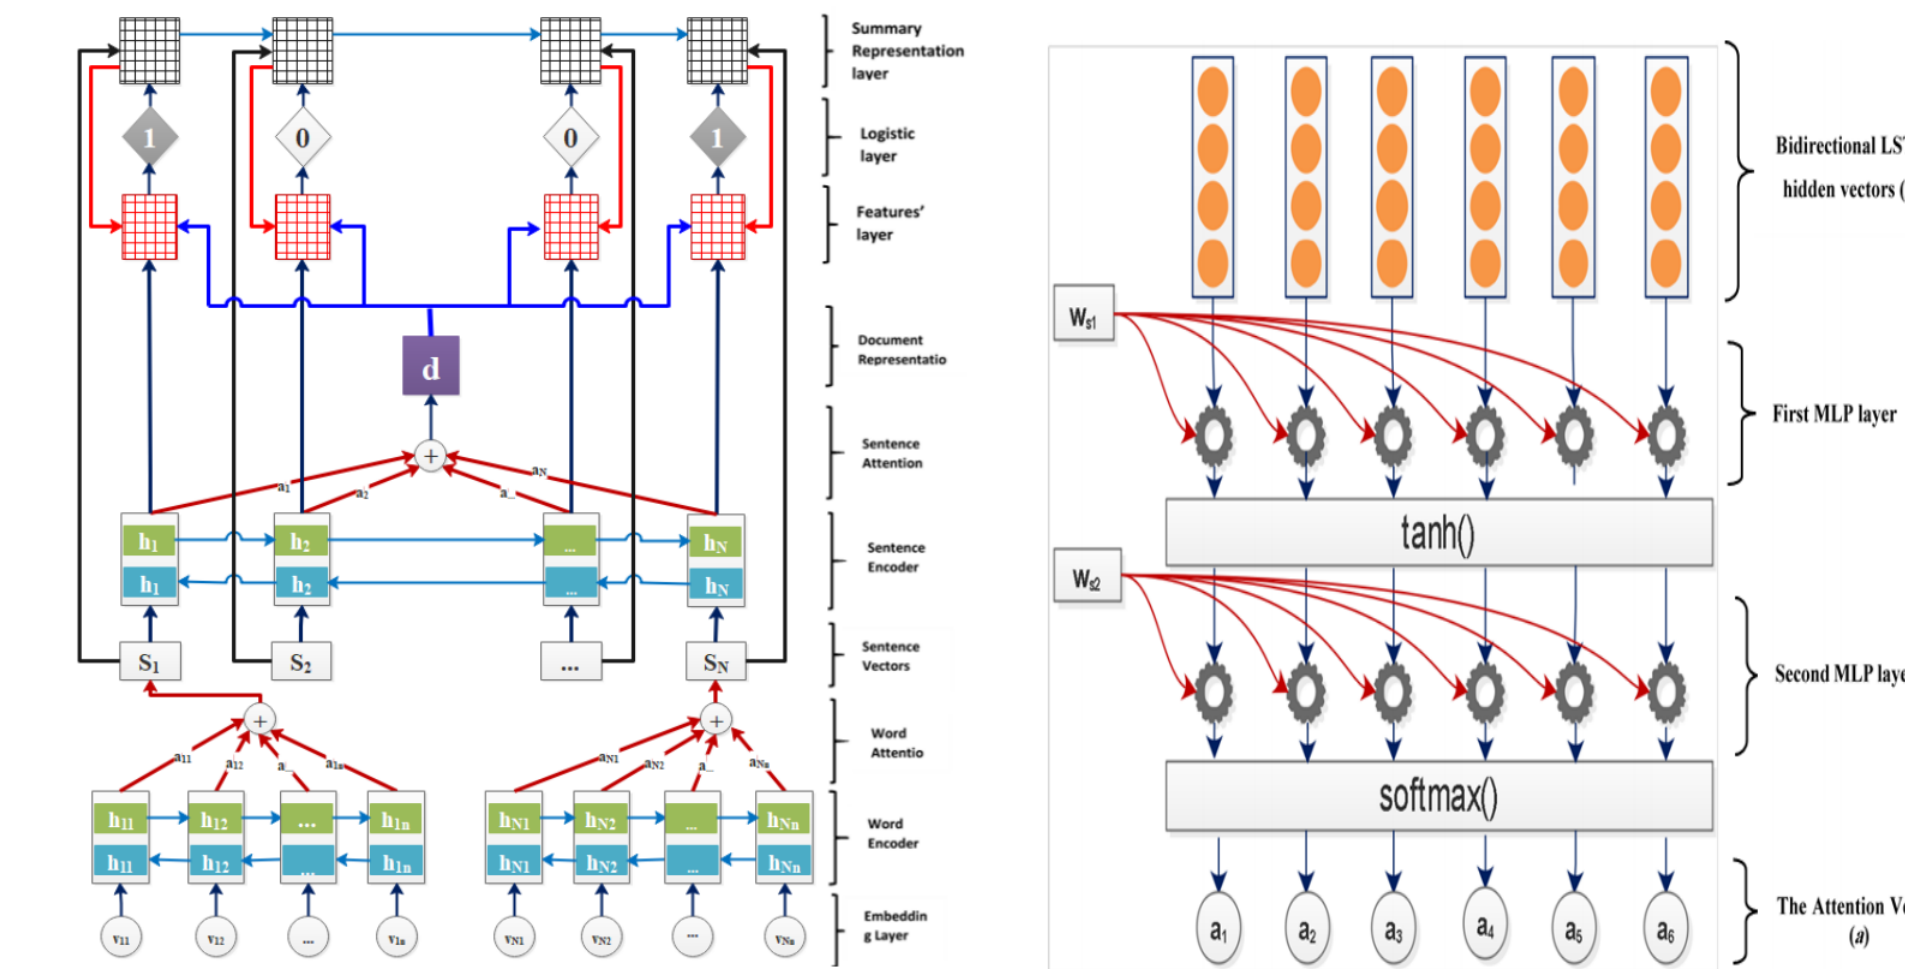 Summary
Representation
layer
1
0
0
1
Logistic
layer
Features'
layer
d
Document
Representatio
+
a1
a2
a_
aN
Sentence
Attention
h1
h2
...
hN
h1
h2
...
hN
Sentence
Encoder
S1
S2
...
SN
Sentence
Vectors
+
+
a11
a12
a_
a1n
aN1
aN2
a_
aNn
Word
Attentio
h11
h12
...
h1n
hN1
hN2
...
hNn
h11
h12
...
h1n
hN1
hN2
...
hNn
Word
Encoder
v11
v12
...
v1n
vN1
vN2
...
vNn
Embeddin
g Layer
Bidirectional LS
hidden vectors (
Ws1
First MLP layer
tanh()
Ws2
Second MLP laye
softmax()
a1
a2
a3
a4
a5
a6
The Attention V
(a)